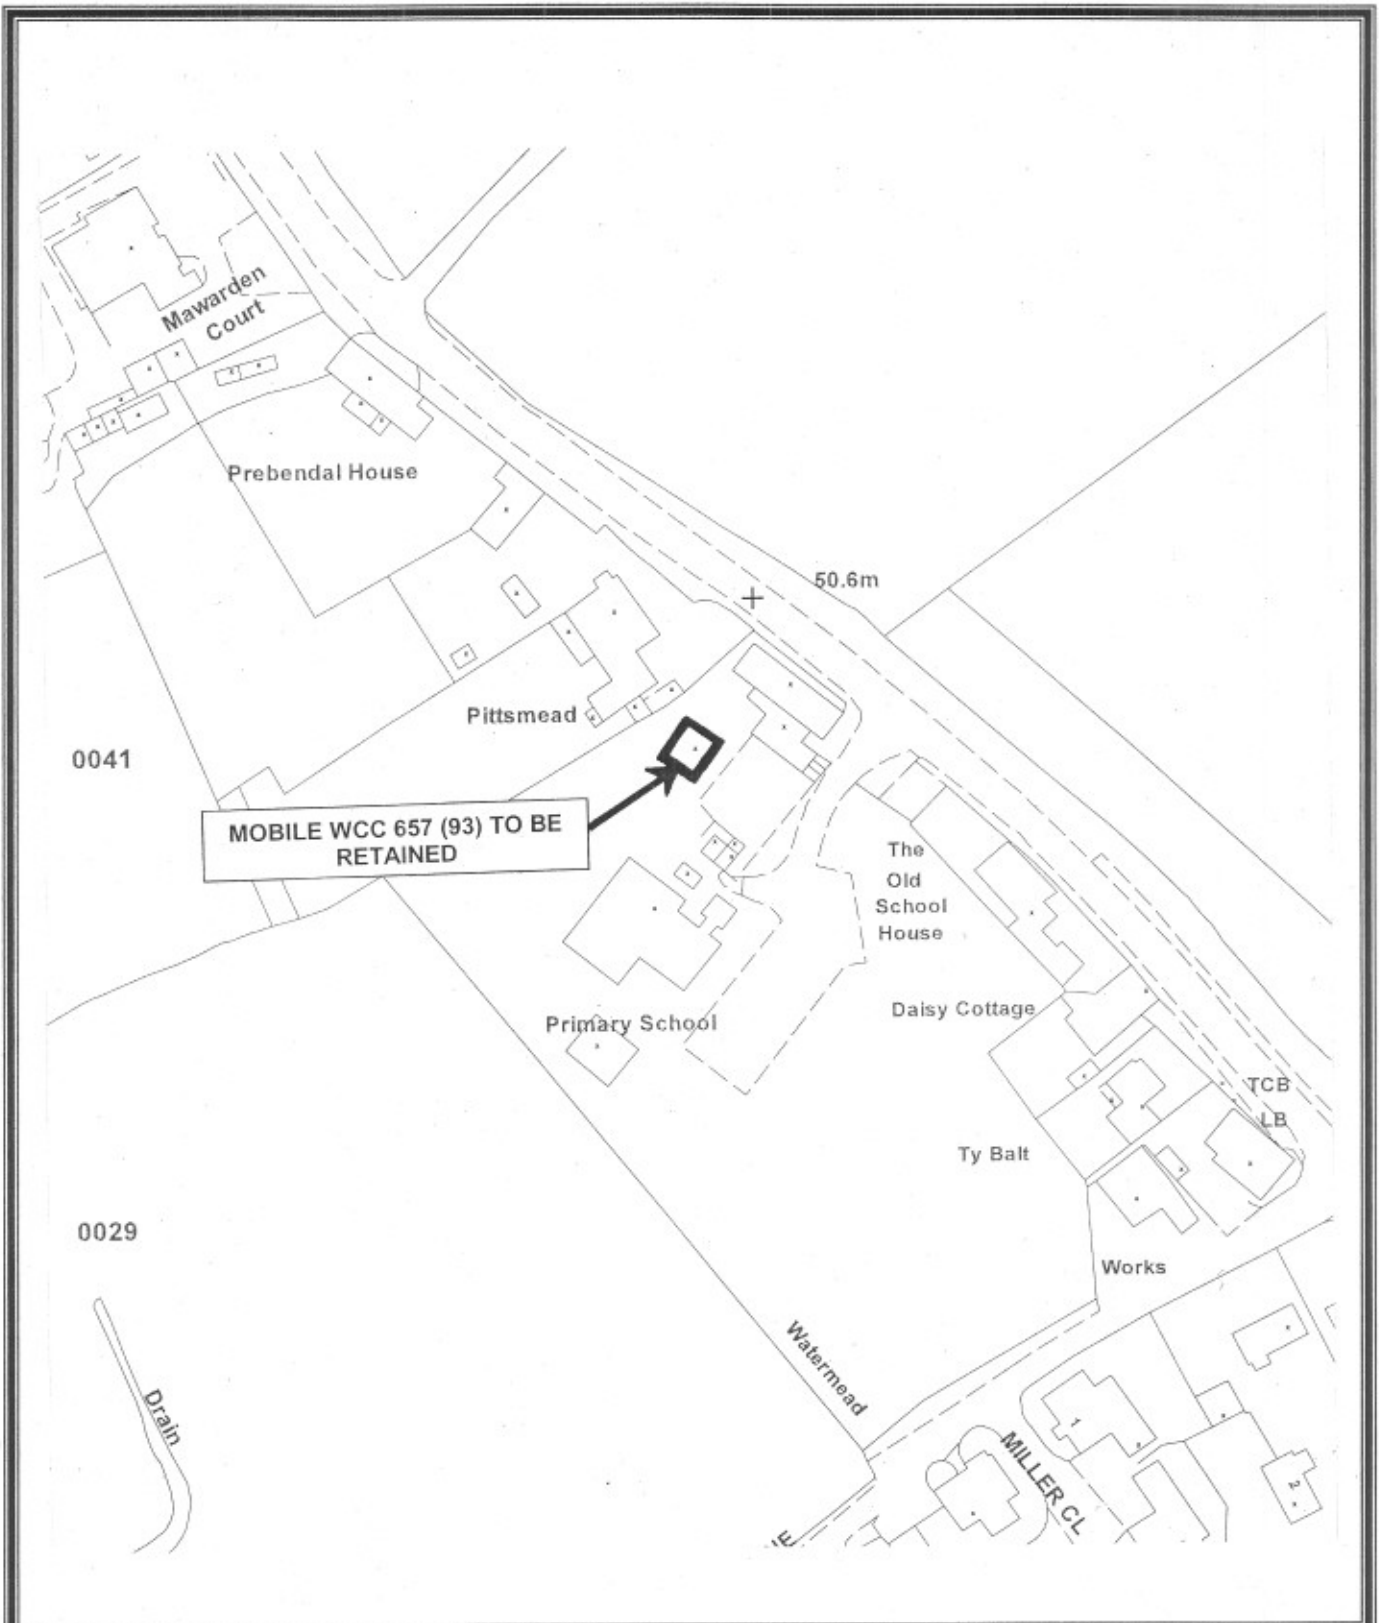 Mawarden
Court
Prebendal House
50.6m
Pittsmead
0041
MOBILE WCC 657 (93) TO BE
RETAINED
The
Old
School
House
Daisy Cottage
Primary School
TCB
LB
Ty Balt
0029
Works
Watermead
Drain
1
MILLER CL
2